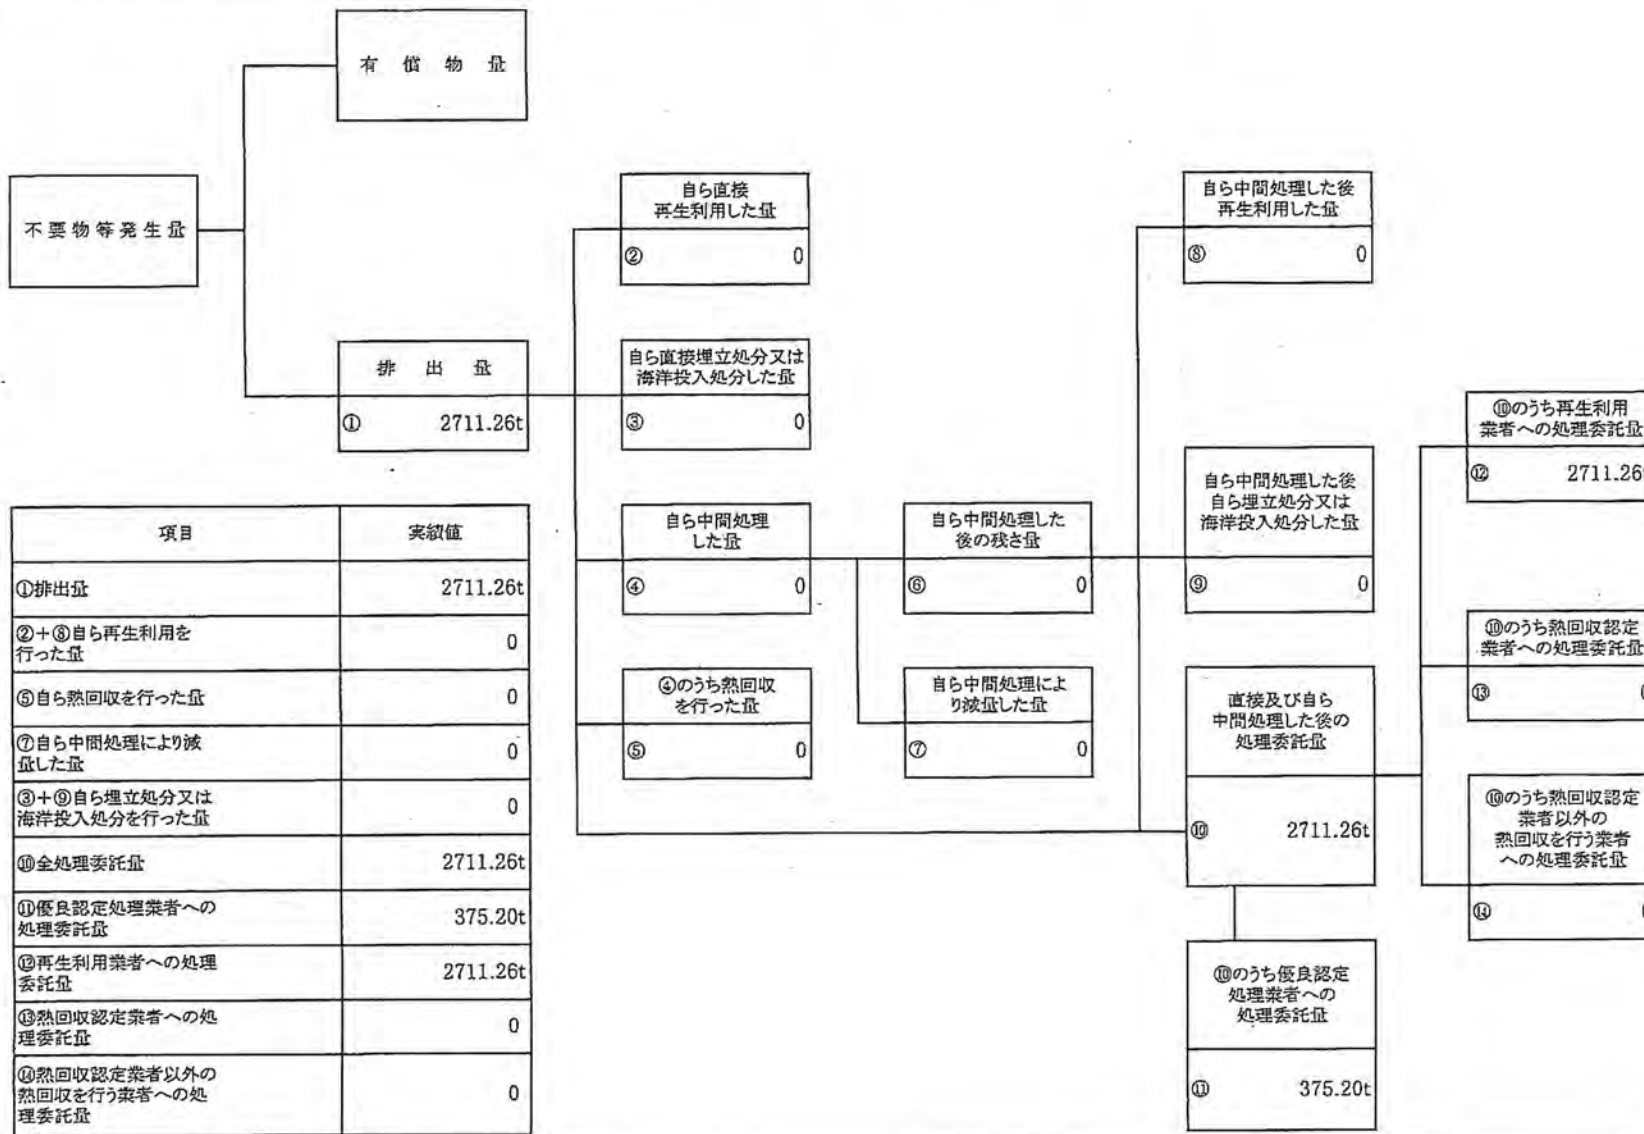 有償物量
不要物等発生量
排出量
① 2711.26t
自ら直接
再生利用した量
② 0
自ら直接埋立処分又は
海洋投入処分した量
③ 0
自ら中間処理
した量
④ 0
④のうち熱回収
を行った量
⑤ 0
自ら中間処理した
後の残さ量
⑥ 0
自ら中間処理によ
り減量した量
⑦ 0
自ら中間処理した後
再生利用した量
⑧ 0
自ら中間処理した後
自ら埋立処分又は
海洋投入処分した量
⑨ 0
直接及び自ら
中間処理した後の
処理委託量
⑩ 2711.26t
⑩のうち優良認定
処理業者への
処理委託量
⑪ 375.20t
⑩のうち再生利用
業者への処理委託量
⑫ 2711.26t
⑩のうち熱回収認定
業者への処理委託量
⑬ 0
⑩のうち熱回収認定
業者以外の
熱回収を行う業者
への処理委託量
⑭ 0
項目 実績値
①排出量 2711.26t
②+⑧自ら再生利用を
行った量 0
⑤自ら熱回収を行った量 0
⑦自ら中間処理により減
量した量 0
③+⑨自ら埋立処分又は
海洋投入処分を行った量 0
⑩全処理委託量 2711.26t
⑪優良認定処理業者への
処理委託量 375.20t
⑫再生利用業者への処理
委託量 2711.26t
⑬熱回収認定業者への処
理委託量 0
⑭熱回収認定業者以外の
熱回収を行う業者への処
理委託量 0